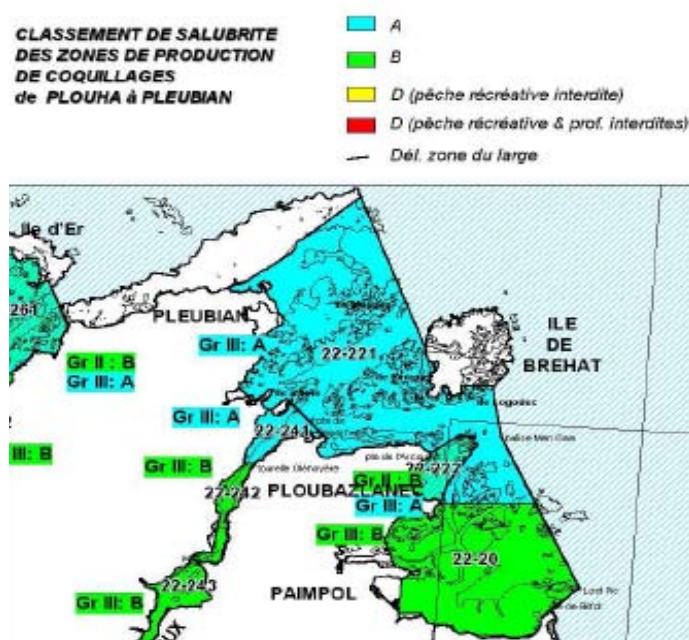 CLASSEMENT DE SALUBRITE
DES ZONES DE PRODUCTION
DE COQUILLAGES
de PLOUHA à PLEUBIAN
A
B
D (pêche récréative interdite)
D (pêche récréative & prof. interdites)
Dél. zone du large
Ile d'Er
261
PLEUBIAN
Gr III: A
22-221
ILE
DE
BREHAT
Gr II : B
Gr III: A
Gr III: A
22-241
III: B
Gr III: B
22-242
PLOUBAZLANEC
22-222
Gr II : B
Gr III: A
Gr III: B
22-20
PAIMPOL
22-243
Gr III: B
UX